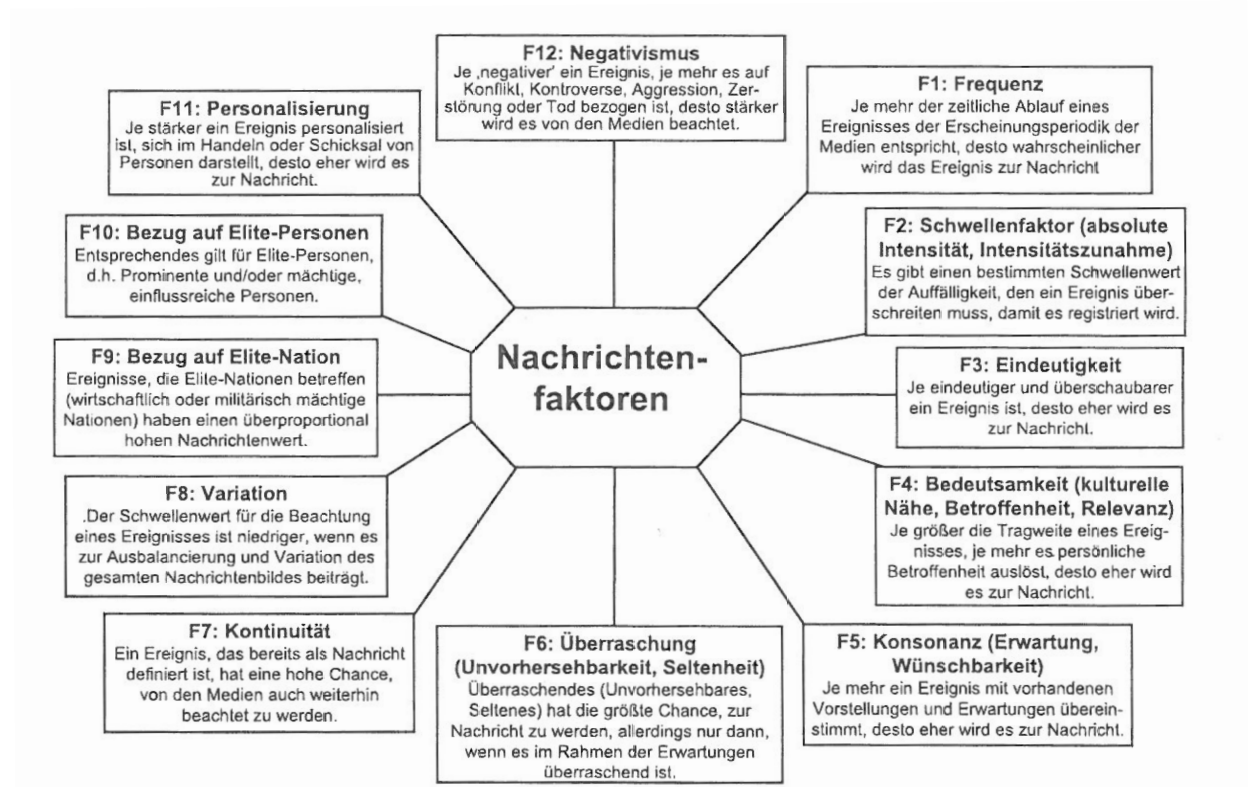 Nachrichten-
faktoren
F1: Frequenz
Je mehr der zeitliche Ablauf eines
Ereignisses der Erscheinungsperiodik der
Medien entspricht, desto wahrscheinlicher
wird das Ereignis zur Nachricht
F2: Schwellenfaktor (absolute
Intensität, Intensitätszunahme)
Es gibt einen bestimmten Schwellenwert
der Auffälligkeit, den ein Ereignis über-
schreiten muss, damit es registriert wird.
F3: Eindeutigkeit
Je eindeutiger und überschaubarer
ein Ereignis ist, desto eher wird es
zur Nachricht.
F4: Bedeutsamkeit (kulturelle
Nähe, Betroffenheit, Relevanz)
Je größer die Tragweite eines Ereig-
nisses, je mehr es persönliche
Betroffenheit auslöst, desto eher wird
es zur Nachricht.
F5: Konsonanz (Erwartung,
Wünschbarkeit)
Je mehr ein Ereignis mit vorhandenen
Vorstellungen und Erwartungen überein-
stimmt, desto eher wird es zur Nachricht.
F6: Überraschung
(Unvorhersehbarkeit, Seltenheit)
Überraschendes (Unvorhersehbares,
Seltenes) hat die größte Chance, zur
Nachricht zu werden, allerdings nur dann,
wenn es im Rahmen der Erwartungen
überraschend ist.
F7: Kontinuität
Ein Ereignis, das bereits als Nachricht
definiert ist, hat eine hohe Chance,
von den Medien auch weiterhin
beachtet zu werden.
F8: Variation
.Der Schwellenwert für die Beachtung
eines Ereignisses ist niedriger, wenn es
zur Ausbalancierung und Variation des
gesamten Nachrichtenbildes beiträgt.
F9: Bezug auf Elite-Nation
Ereignisse, die Elite-Nationen betreffen
(wirtschaftlich oder militärisch mächtige
Nationen) haben einen überproportional
hohen Nachrichtenwert.
F10: Bezug auf Elite-Personen
Entsprechendes gilt für Elite-Personen,
d.h. Prominente und/oder mächtige,
einflussreiche Personen.
F11: Personalisierung
Je stärker ein Ereignis personalisiert
ist, sich im Handeln oder Schicksal von
Personen darstellt, desto eher wird es
zur Nachricht.
F12: Negativismus
Je ‚negativer' ein Ereignis, je mehr es auf
Konflikt, Kontroverse, Aggression, Zer-
störung oder Tod bezogen ist, desto stärker
wird es von den Medien beachtet.